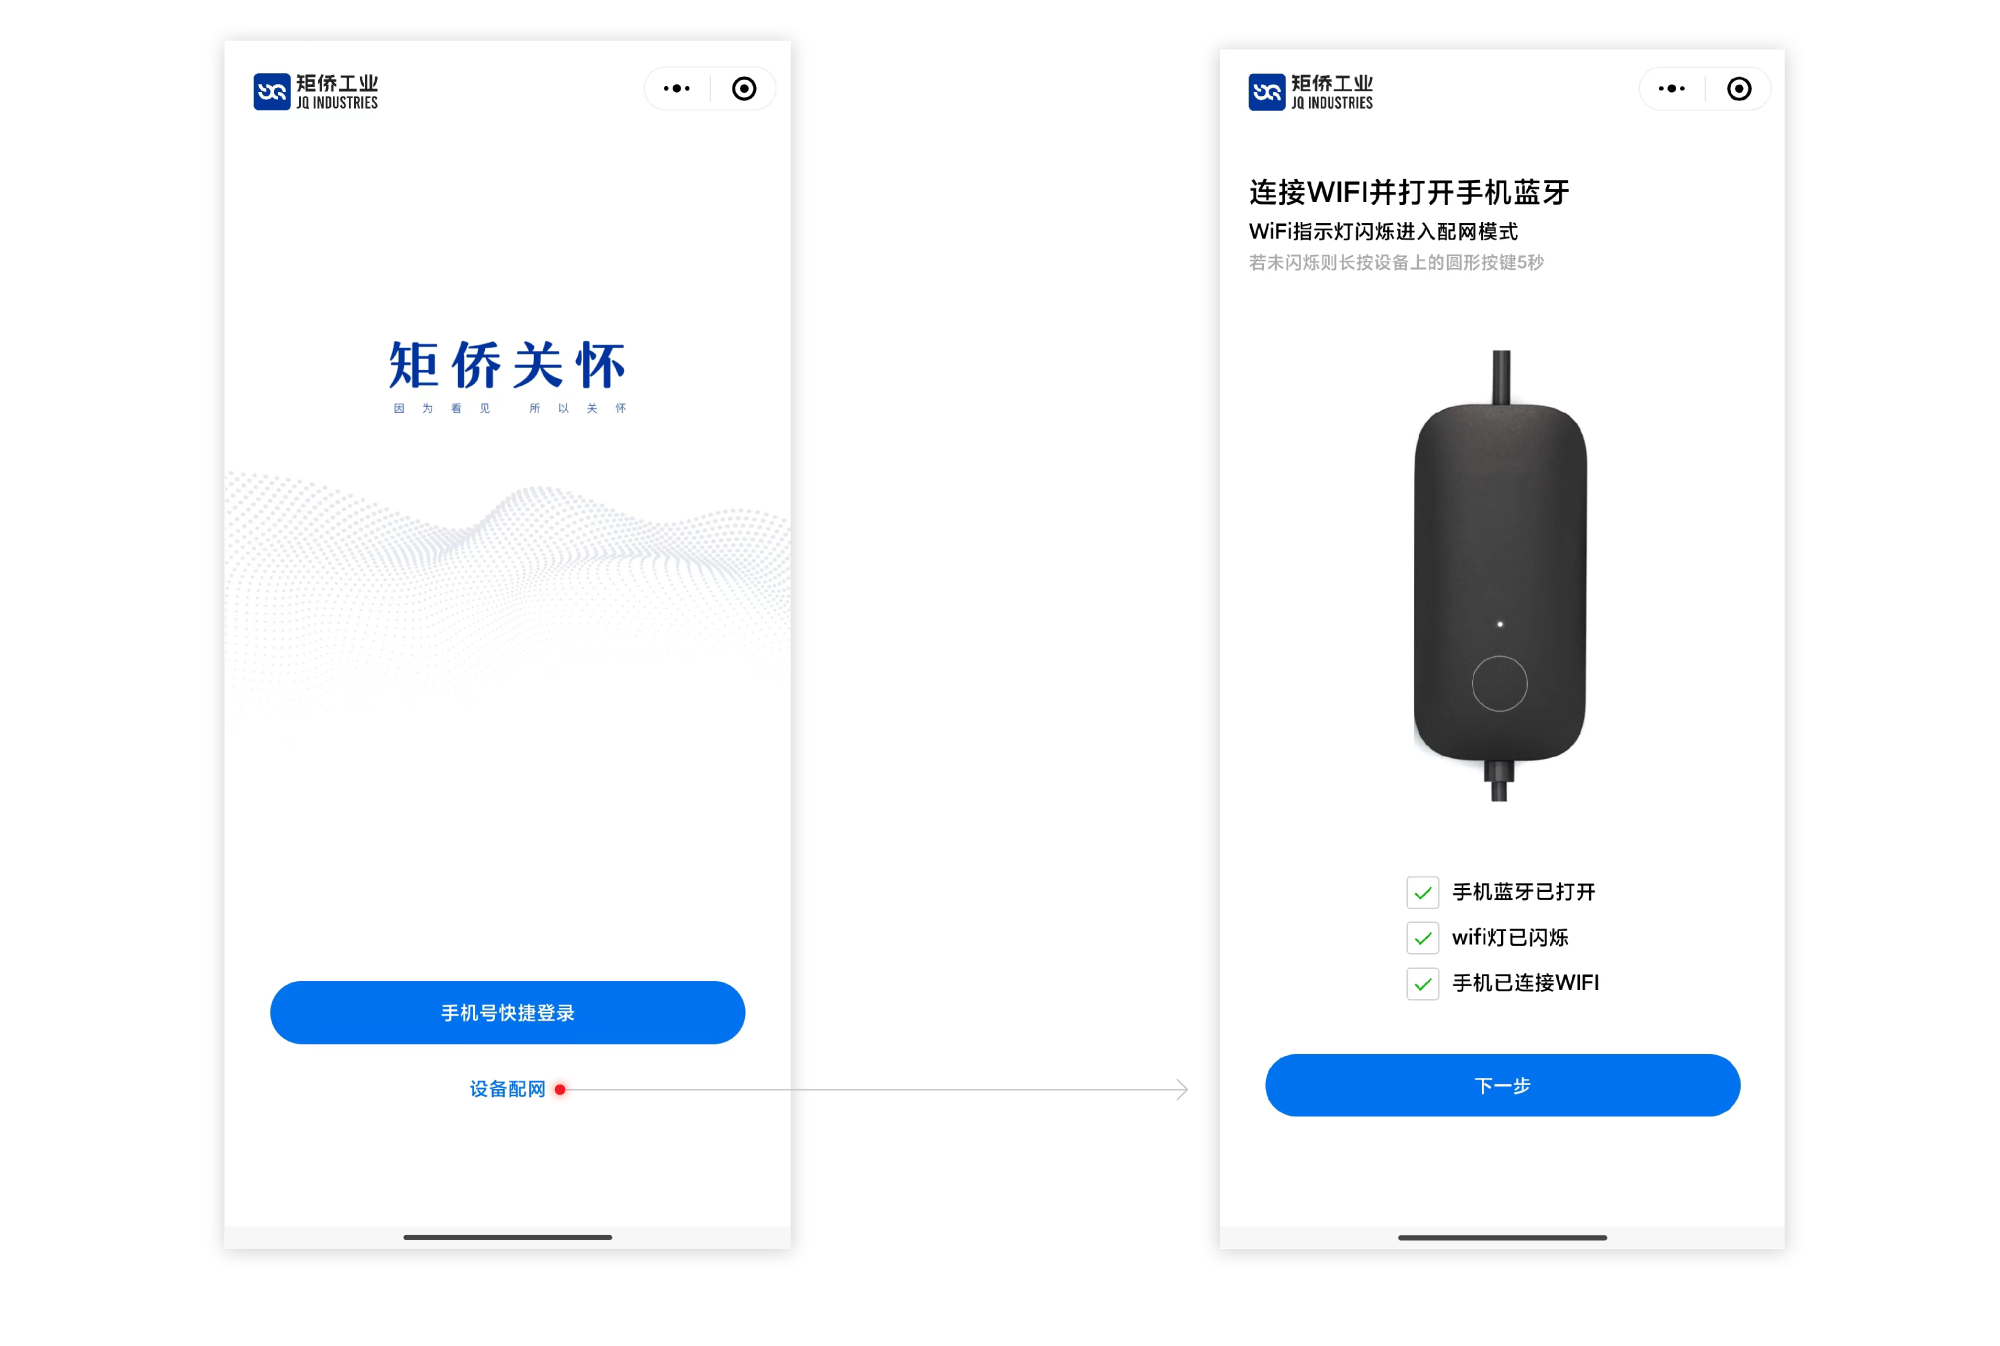 矩侨工业
JQ INDUSTRIES
矩侨关怀
因为看见 所以关怀
手机号快捷登录
设备配网
矩侨工业
JQ INDUSTRIES
连接WIFI并打开手机蓝牙
WiFi指示灯闪烁进入配网模式
若未闪烁则长按设备上的圆形按键5秒
手机蓝牙已打开
wifi灯已闪烁
手机已连接WIFI
下一步